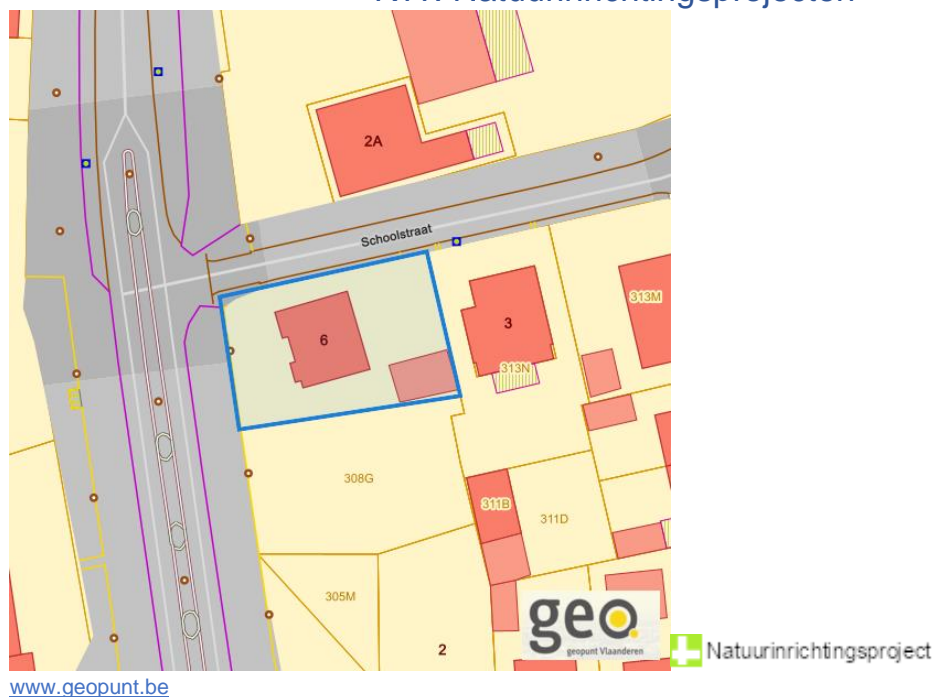 2A
Schoolstraat
313M
6
3
313N
308G
311B
311D
305M
2
geo
geopunt Vlaanderen
Natuurinrichtingsproject
www.geopunt.be